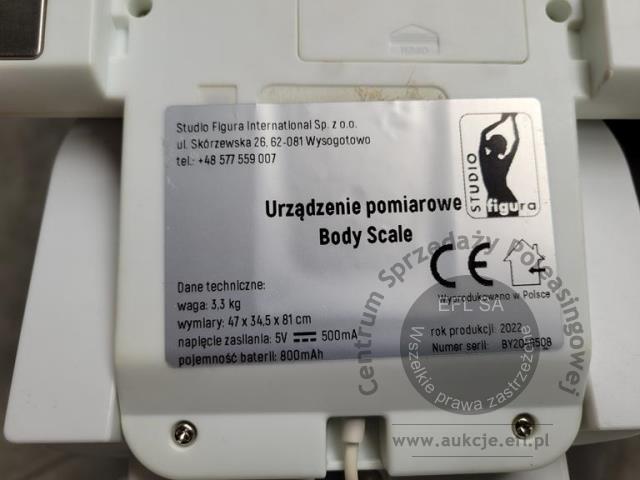 Studio Figura International Sp. z o.o.
ul. Skórzewska 26, 62-081 Wysogotowo
tel.: +48 577 559 007
STUDIO
figura
Urządzenie pomiarowe
Body Scale
CE
Wyprodukowano w Polsce
Dane techniczne:
waga: 3,3 kg
wymiary: 47 x 34,5 x 81 cm
napięcie zasilania: 5V 500mA
pojemność baterii: 800mAh
rok produkcji: 2022
Numer serii:
Centrum Sprzedaży Poleasingowej
EFL SA
Wszelkie prawa zastrzeżone
www.aukcje.efl.pl